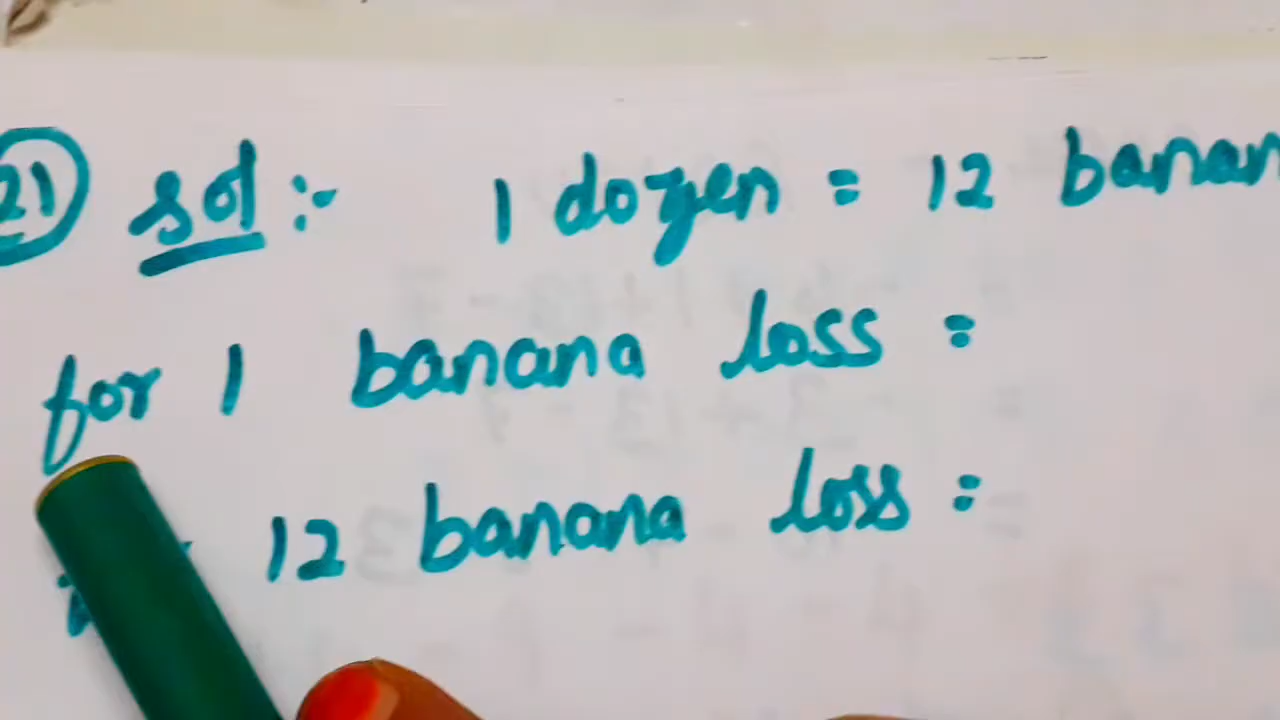 21) sol :- 1 dozen = 12 banan
for 1 banana loss =
12 banana loss =